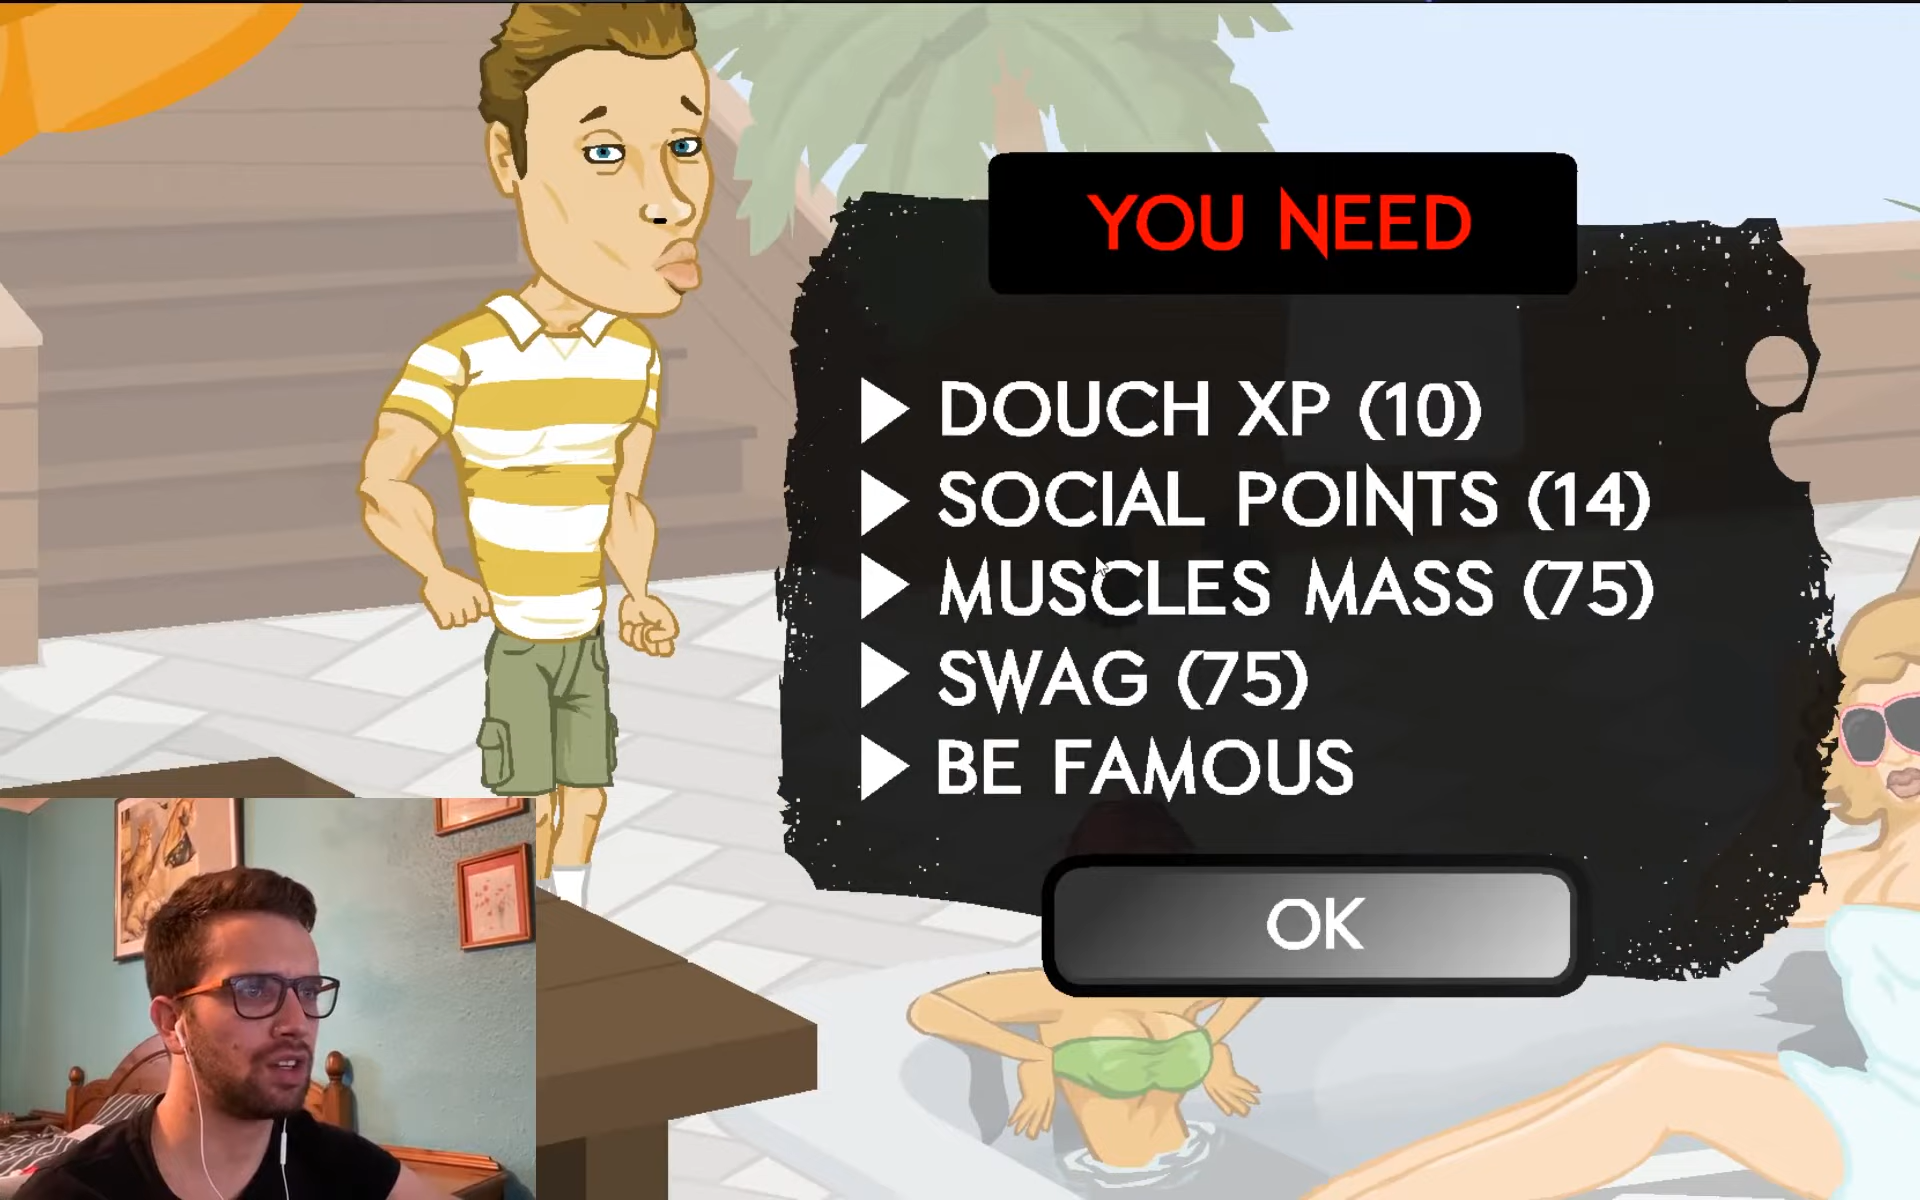 YOU NEED
DOUCH XP (10)
SOCIAL POINTS (14)
MUSCLES MASS (75)
SWAG (75)
BE FAMOUS
OK